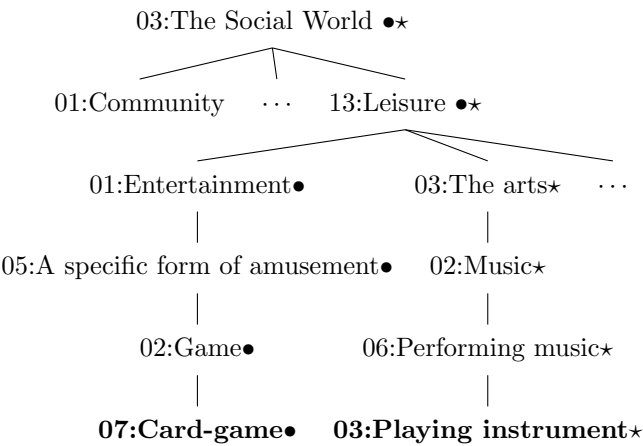 03:The Social World ●⋆
01:Community ⋯ 13:Leisure ●⋆
01:Entertainment● 03:The arts⋆ ⋯
05:A specific form of amusement● 02:Music⋆
02:Game● 06:Performing music⋆
07:Card-game● 03:Playing instrument⋆